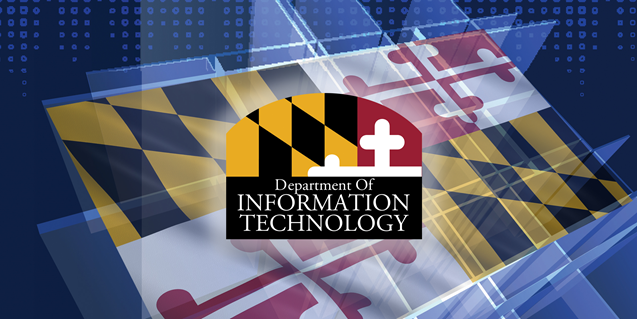 Department Of
INFORMATION
TECHNOLOGY